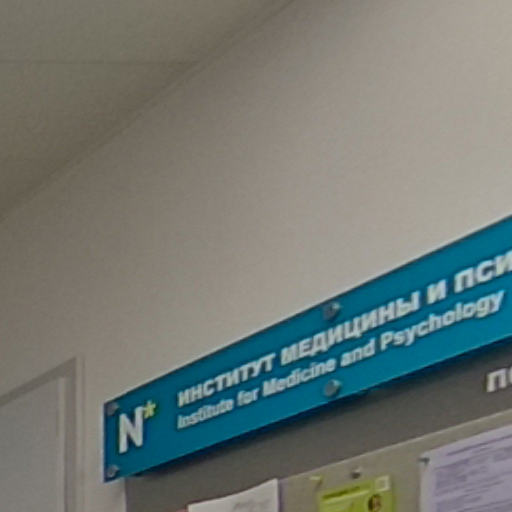 N*
ИНСТИТУТ МЕДИЦИНЫ И ПСИ
Institute for Medicine and Psychology